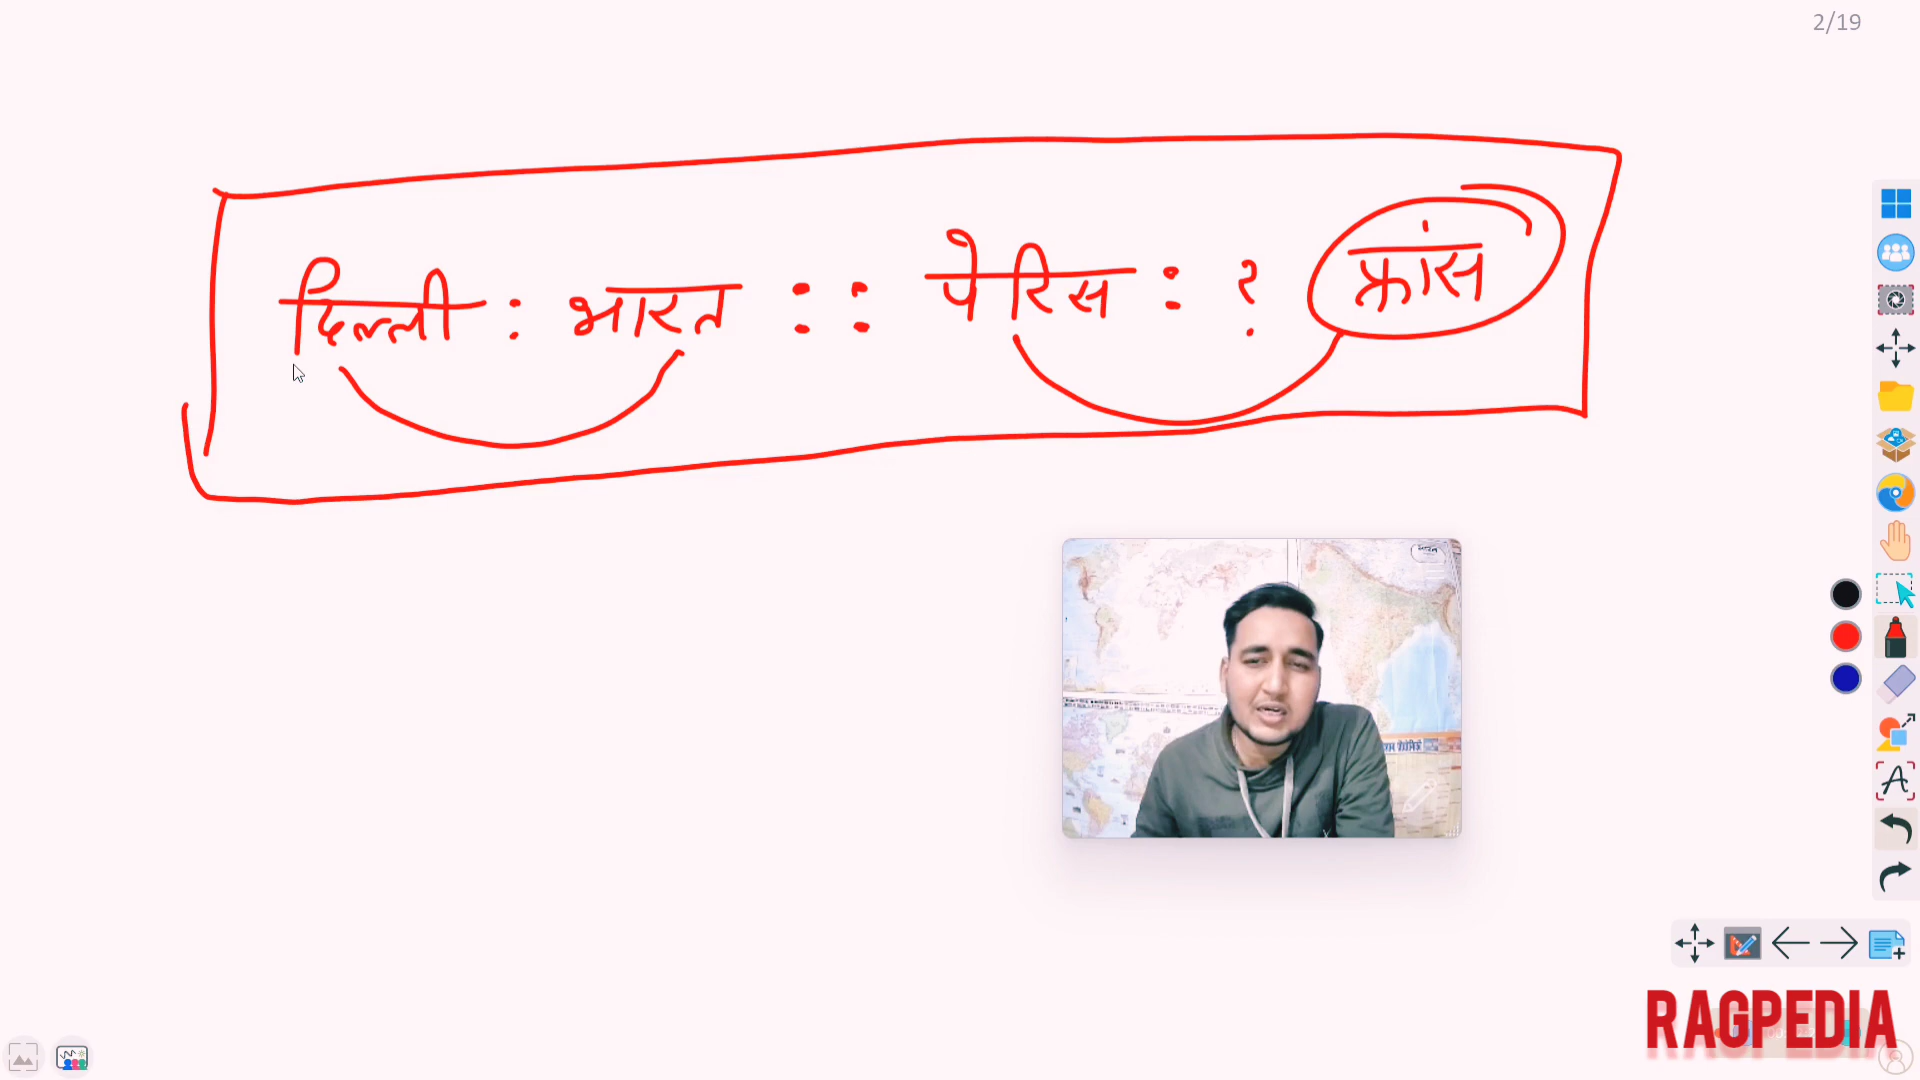 2/19
दिल्ली : भारत :: पेरिस : ? फ्रांस
RAGPEDIA